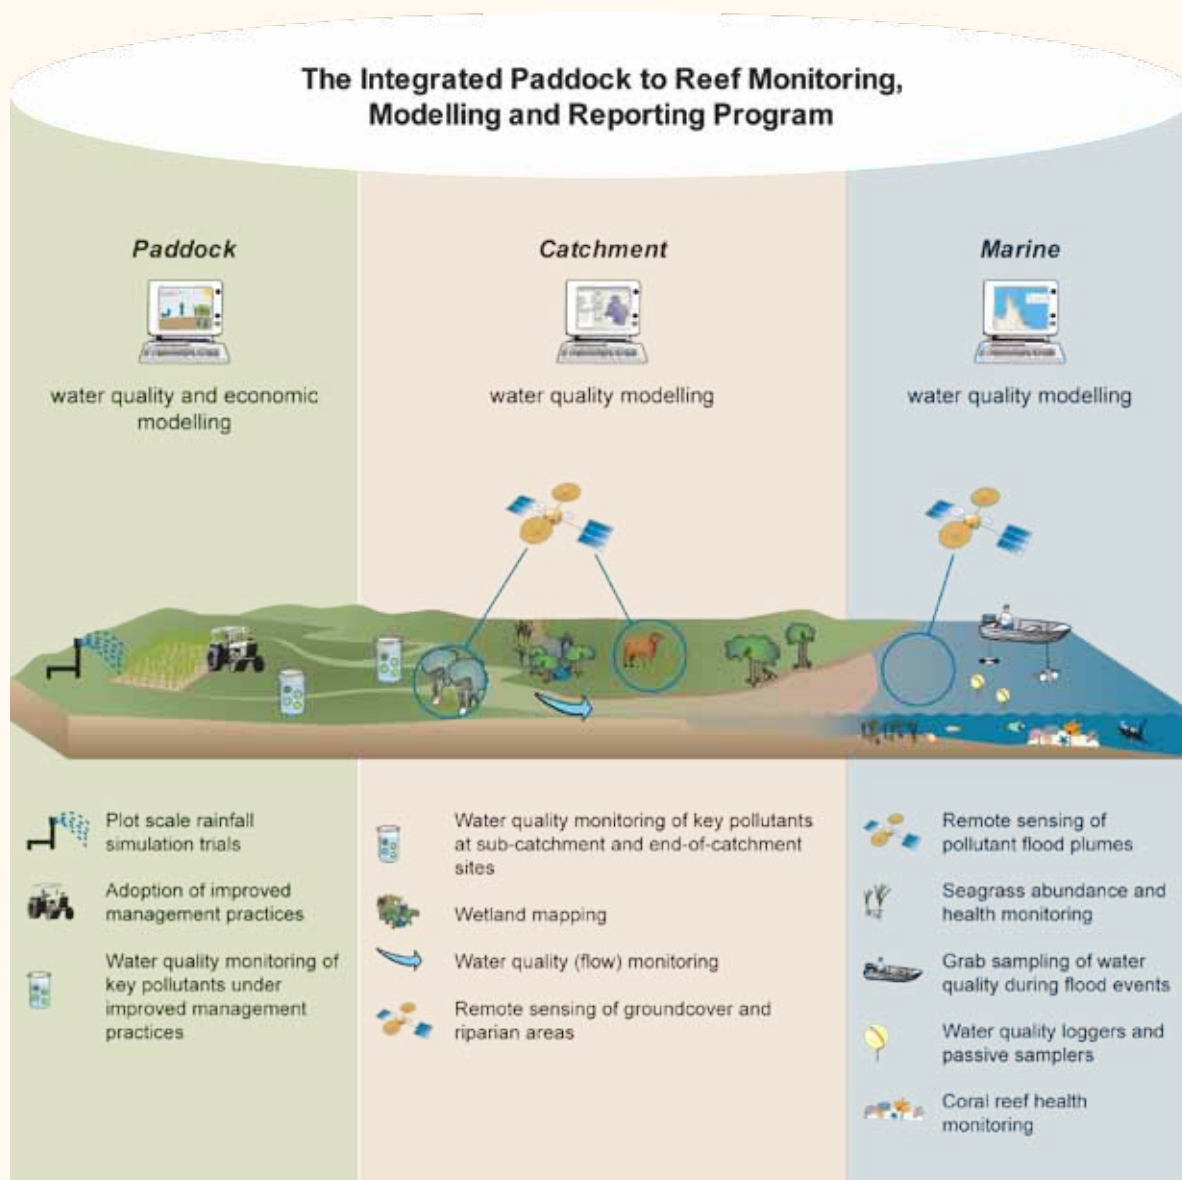 The Integrated Paddock to Reef Monitoring,
Modelling and Reporting Program
Paddock
water quality and economic
modelling
Catchment
water quality modelling
Marine
water quality modelling
Plot scale rainfall
simulation trials
Adoption of improved
management practices
Water quality monitoring of
key pollutants under
improved management
practices
Water quality monitoring of key pollutants
at sub-catchment and end-of-catchment
sites
Wetland mapping
Water quality (flow) monitoring
Remote sensing of groundcover and
riparian areas
Remote sensing of
pollutant flood plumes
Seagrass abundance and
health monitoring
Grab sampling of water
quality during flood events
Water quality loggers and
passive samplers
Coral reef health
monitoring